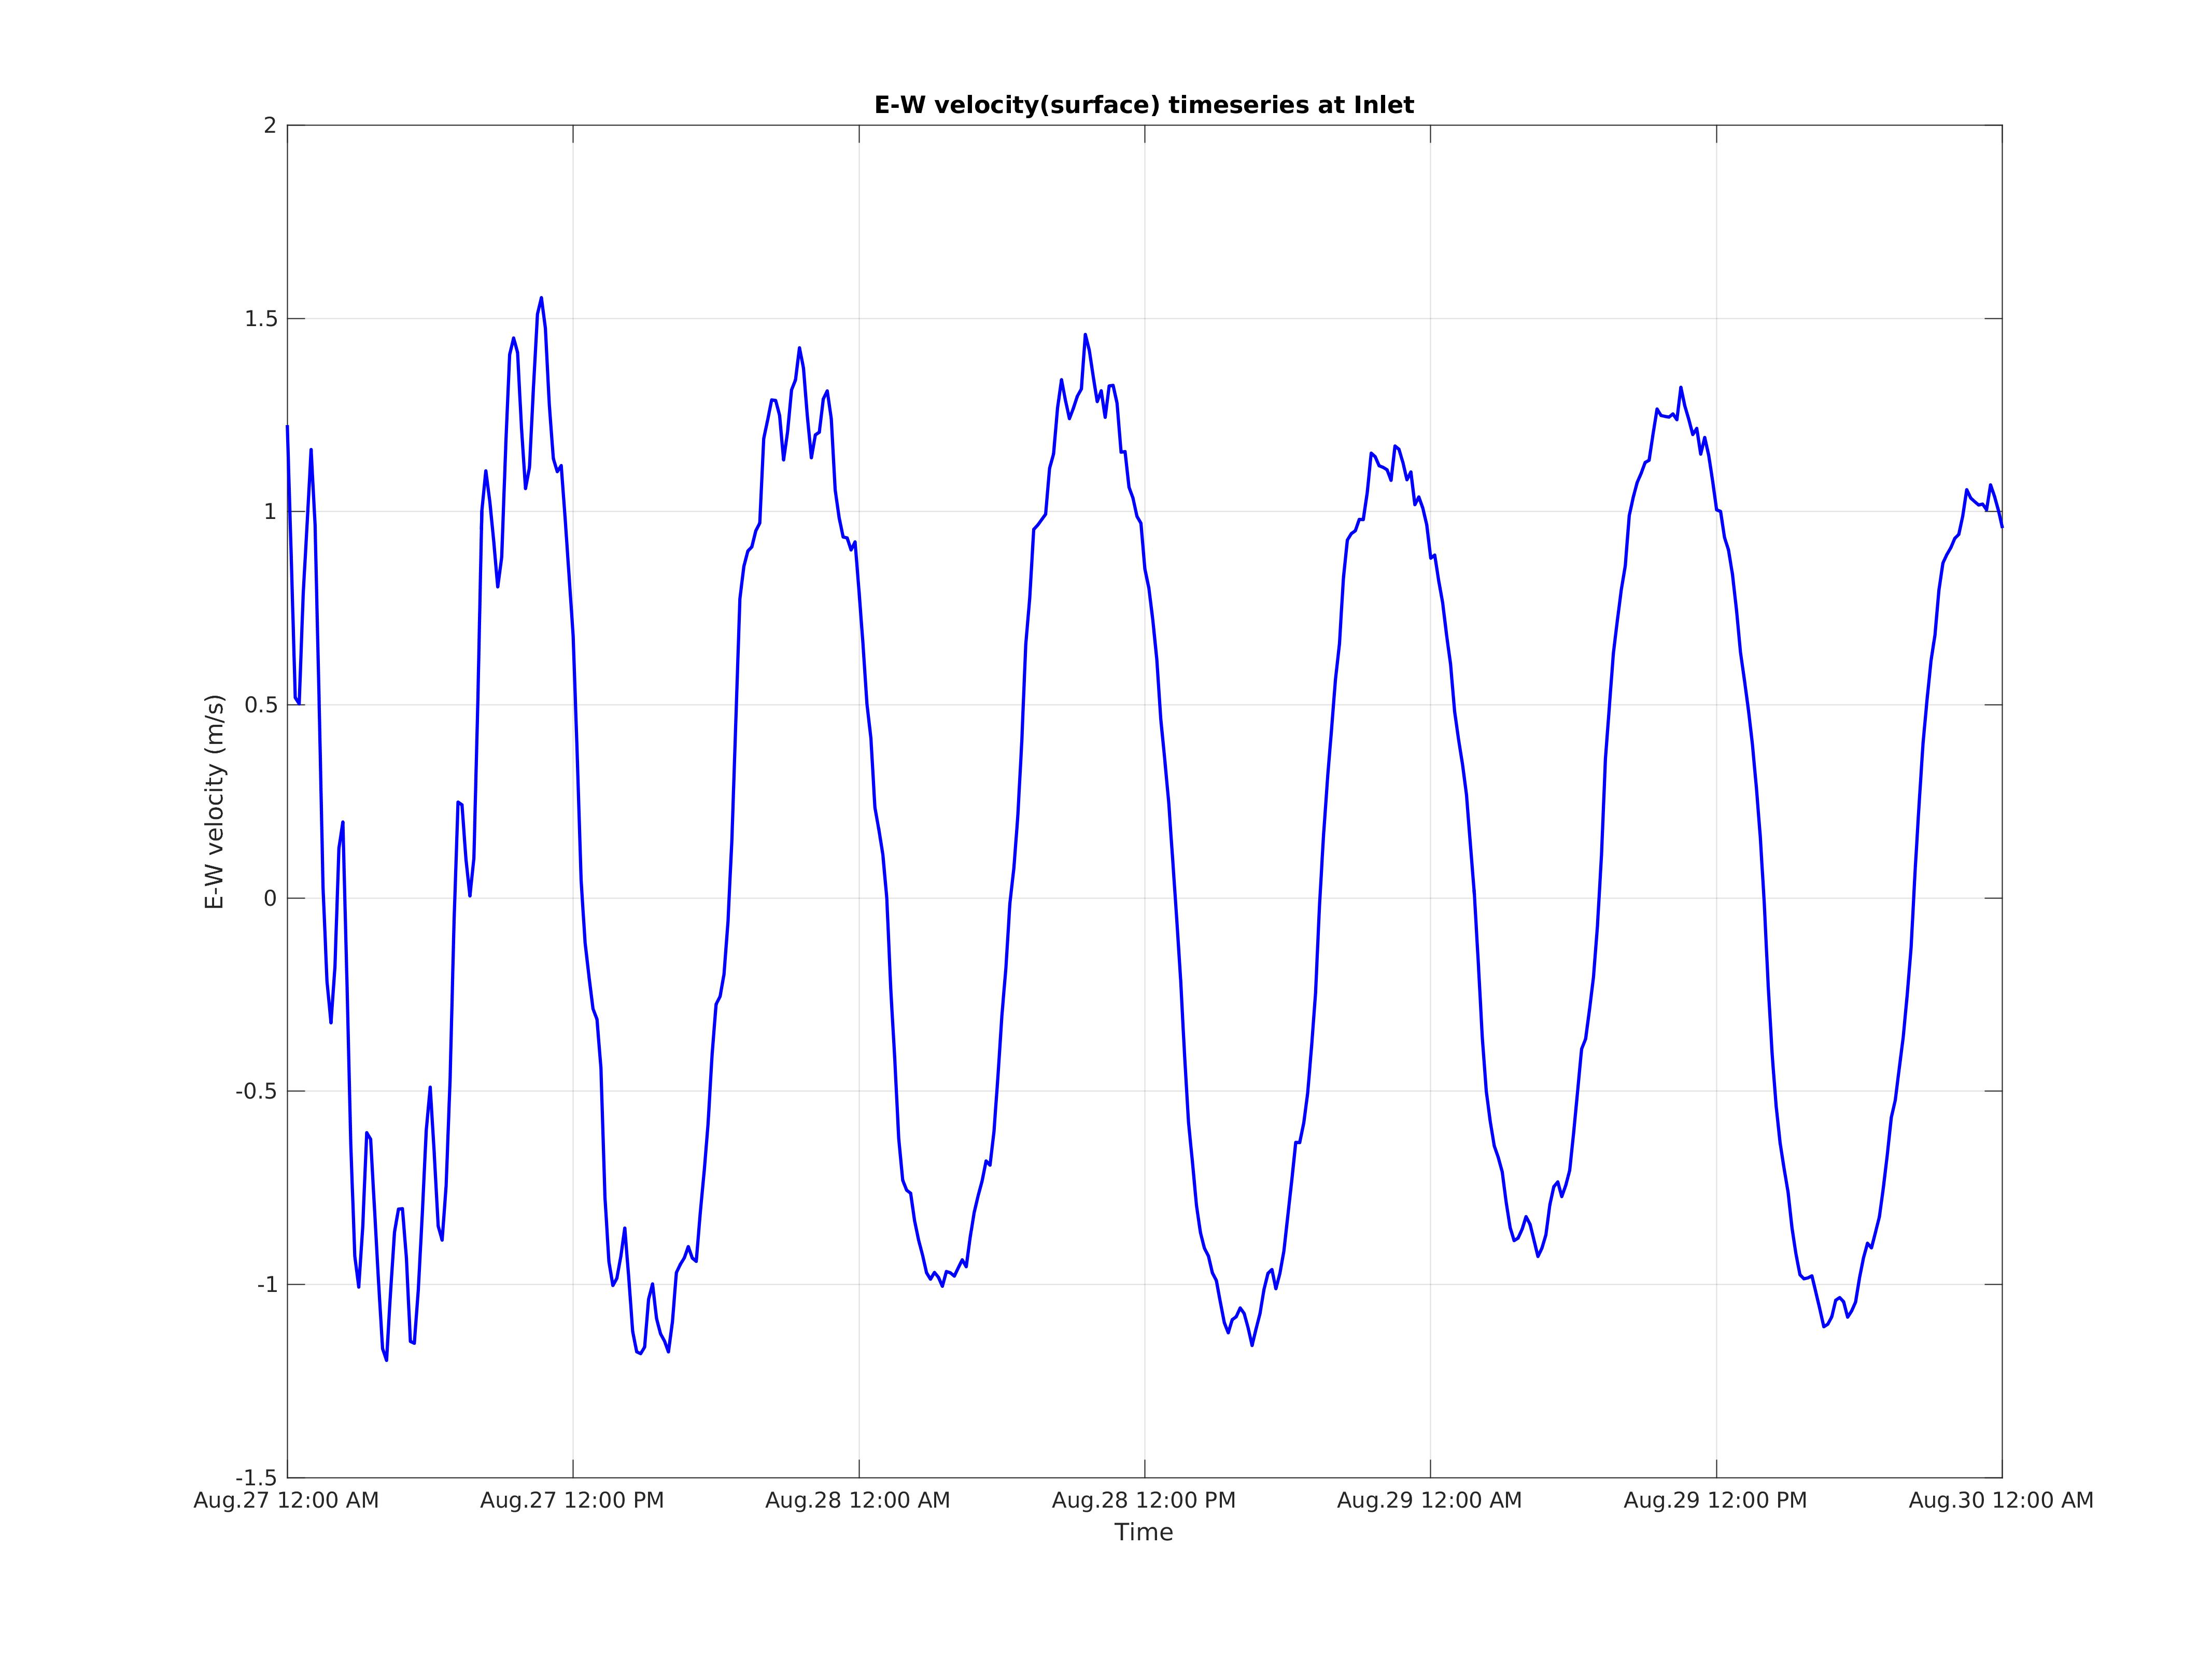 E-W velocity(surface) timeseries at Inlet
2
1.5
1
0.5
0
-0.5
-1
-1.5
E-W velocity (m/s)
Aug.27 12:00 AM Aug.27 12:00 PM Aug.28 12:00 AM Aug.28 12:00 PM Aug.29 12:00 AM Aug.29 12:00 PM Aug.30 12:00 AM
Time